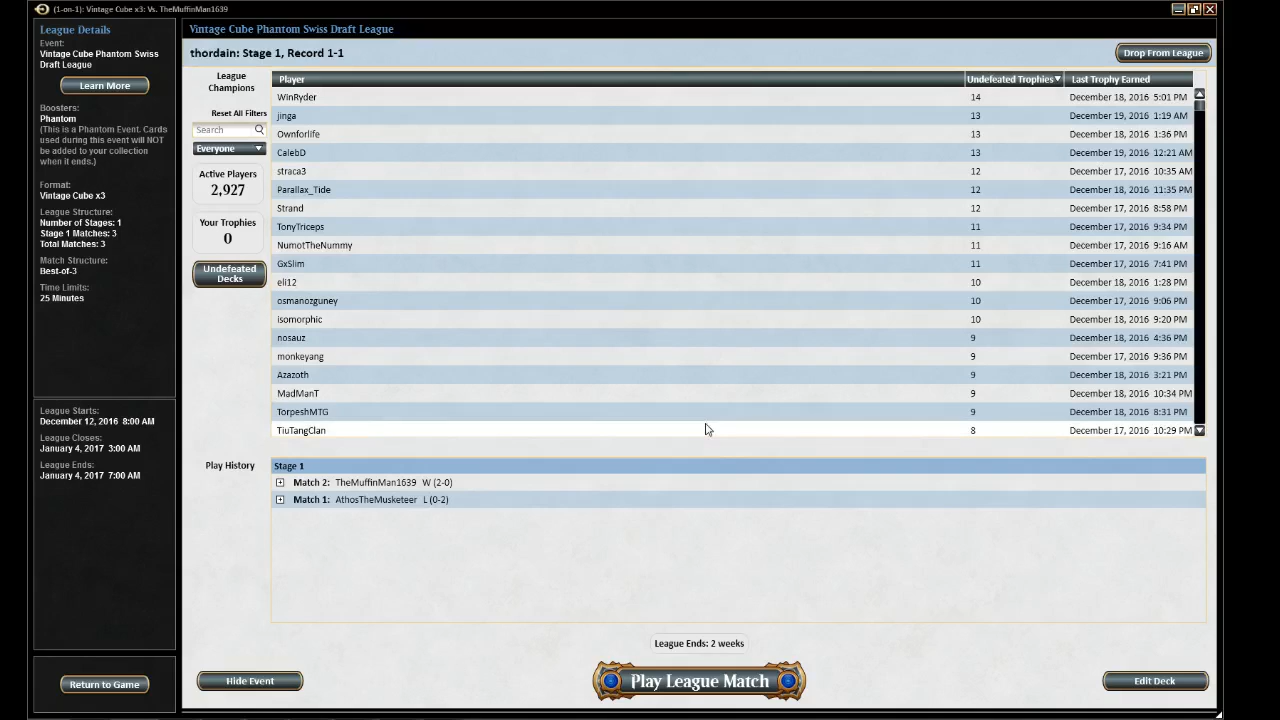 (1-on-1): Vintage Cube x3: Vs. TheMuffinMan1639
League Details
Event:
Vintage Cube Phantom Swiss
Draft League
Learn More
Boosters:
Phantom
(This is a Phantom Event. Cards
used during this event will NOT
be added to your collection
when it ends.)
Format:
Vintage Cube x3
League Structure:
Number of Stages: 1
Stage 1 Matches: 3
Total Matches: 3
Match Structure:
Best-of-3
Time Limits:
25 Minutes
League Starts:
December 12, 2016 8:00 AM
League Closes:
January 4, 2017 3:00 AM
League Ends:
January 4, 2017 7:00 AM
Return to Game
Vintage Cube Phantom Swiss Draft League
thordain: Stage 1, Record 1-1
Drop From League
League
Champions
Reset All Filters
Search
Everyone
Active Players
2,927
Your Trophies
0
Undefeated
Decks
Player Undefeated Trophies Last Trophy Earned
WinRyder 14 December 18, 2016 5:01 PM
jinga 13 December 19, 2016 1:19 AM
Ownforlife 13 December 18, 2016 1:36 PM
CalebD 13 December 19, 2016 12:21 AM
straca3 12 December 17, 2016 10:35 AM
Parallax_Tide 12 December 18, 2016 11:35 PM
Strand 12 December 17, 2016 8:58 PM
TonyTriceps 11 December 17, 2016 9:34 PM
NumotTheNummy 11 December 17, 2016 9:16 AM
GxSlim 11 December 17, 2016 7:41 PM
eli12 10 December 18, 2016 1:28 PM
osmanozguney 10 December 17, 2016 9:06 PM
isomorphic 10 December 18, 2016 9:20 PM
nosauz 9 December 18, 2016 4:36 PM
monkeyang 9 December 17, 2016 9:36 PM
Azazoth 9 December 18, 2016 3:21 PM
MadManT 9 December 18, 2016 10:34 PM
TorpeshMTG 9 December 18, 2016 8:31 PM
TiuTangClan 8 December 17, 2016 10:29 PM
Play History
Stage 1
Match 2: TheMuffinMan1639 W (2-0)
Match 1: AthosTheMusketeer L (0-2)
League Ends: 2 weeks
Hide Event
Play League Match
Edit Deck